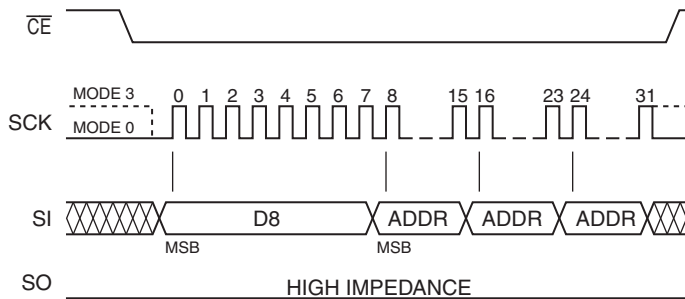 CE
MODE 3
0 1 2 3 4 5 6 7 8 15 16 23 24 31
SCK
MODE 0
SI
D8 ADDR ADDR ADDR
MSB MSB
SO
HIGH IMPEDANCE